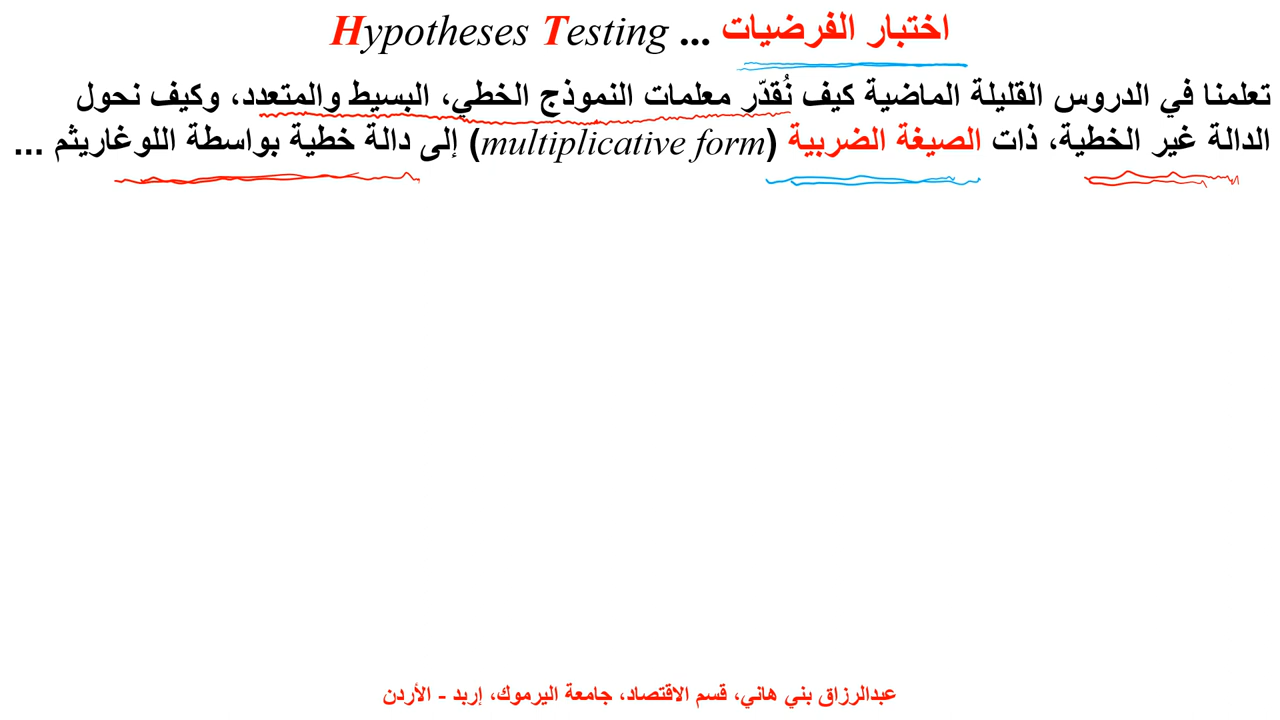 اختبار الفرضيات ... Hypotheses Testing
تعلمنا في الدروس القليلة الماضية كيف نُقدّر معلمات النموذج الخطي، البسيط والمتعدد، وكيف نحول
الدالة غير الخطية، ذات الصيغة الضربية (multiplicative form) إلى دالة خطية بواسطة اللوغاريثم ...
عبدالرزاق بني هاني، قسم الاقتصاد، جامعة اليرموك، إربد - الأردن